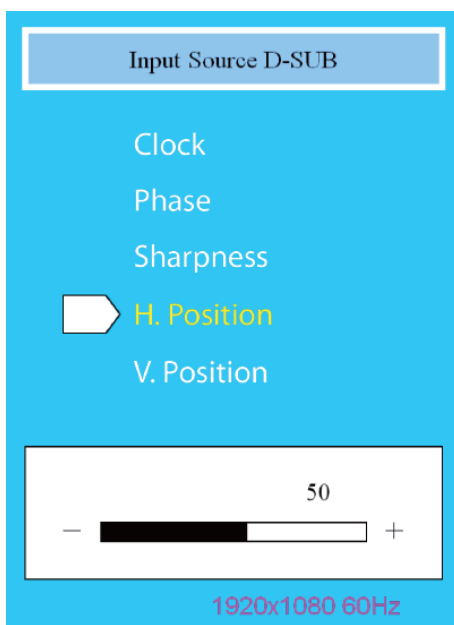 Input Source D-SUB
Clock
Phase
Sharpness
H. Position
V. Position
50
− +
1920x1080 60Hz